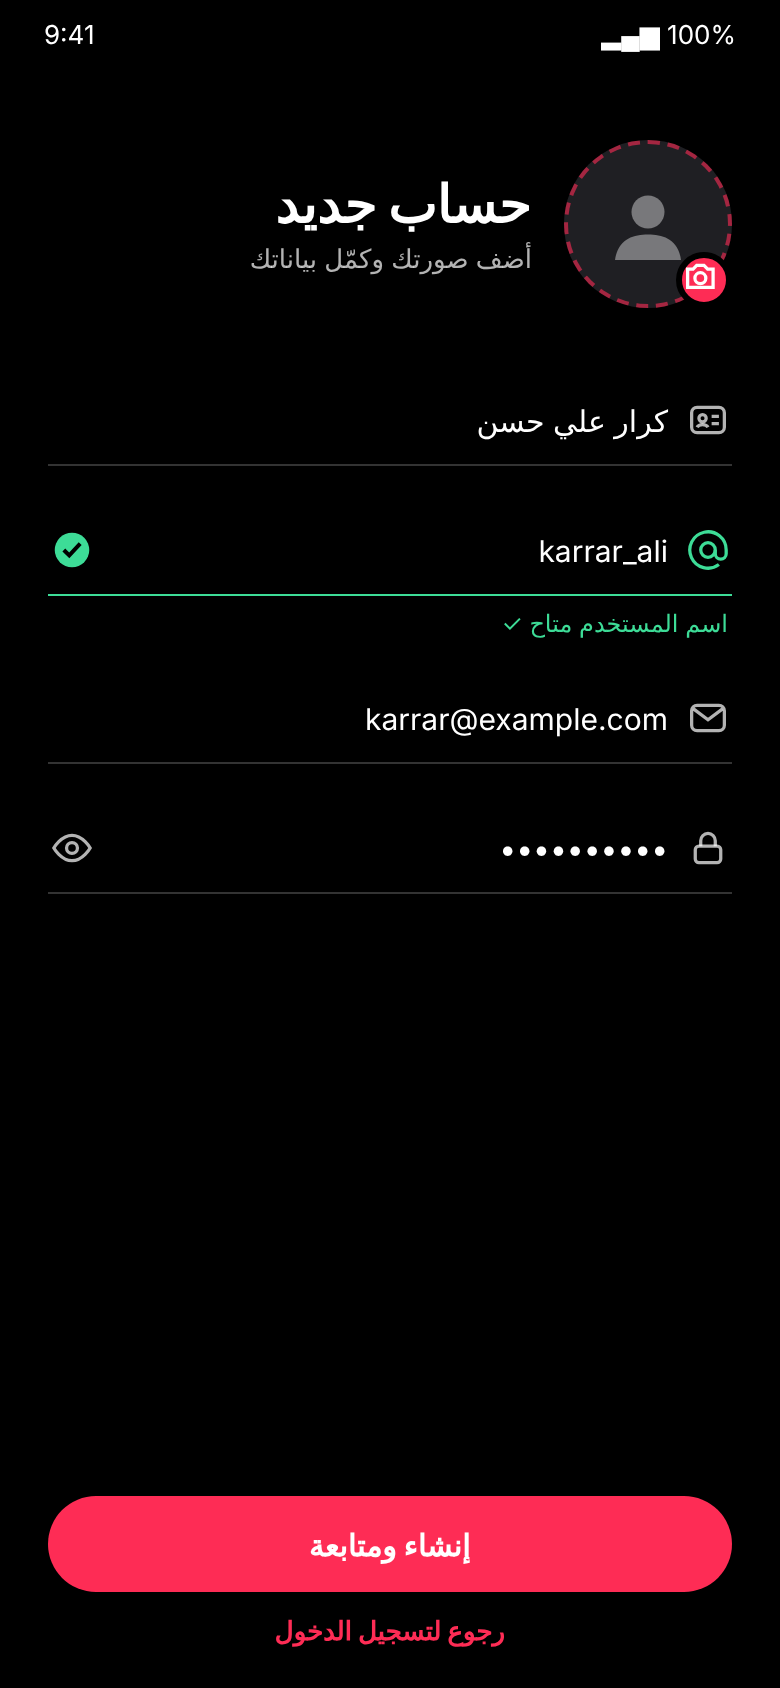 9:41
100%
حساب جديد
أضف صورتك وكمّل بياناتك
كرار علي حسن
karrar_ali
اسم المستخدم متاح ✓
karrar@example.com
••••••••••
إنشاء ومتابعة
رجوع لتسجيل الدخول